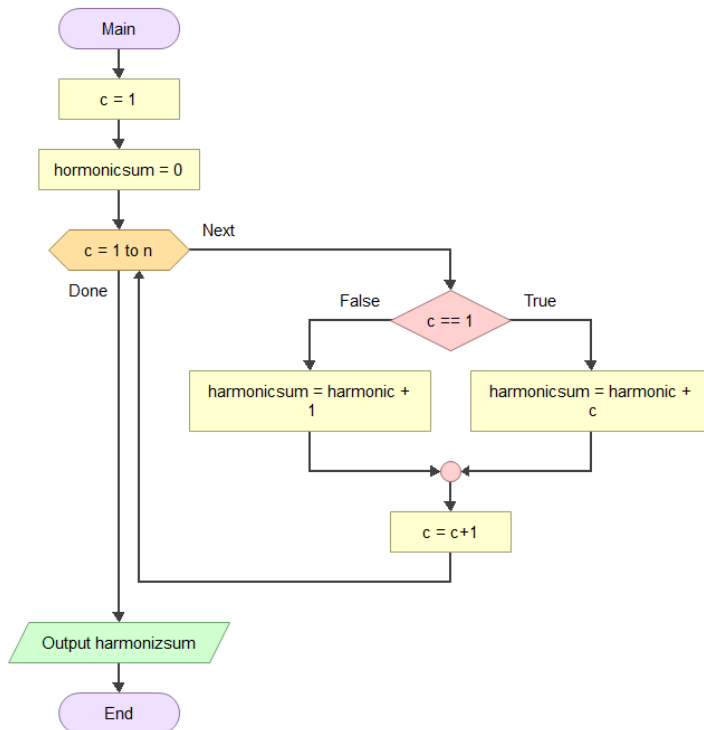 Main
c = 1
hormonicsum = 0
c = 1 to n
Next
Done
c == 1
False
True
harmonicsum = harmonic +
1
harmonicsum = harmonic +
c
c = c+1
Output harmonizsum
End